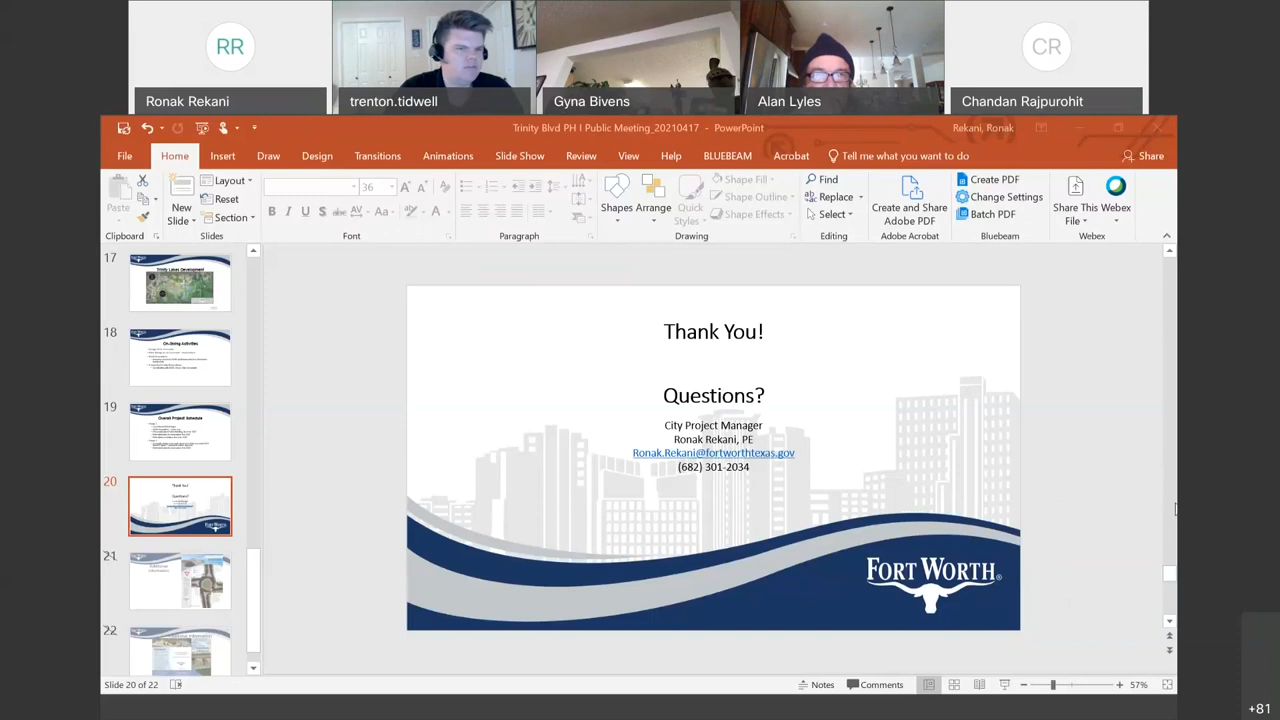 RR
CR
Ronak Rekani
trenton.tidwell
Gyna Bivens
Alan Lyles
Chandan Rajpurohit
Trinity Blvd PH I Public Meeting_20210417 - PowerPoint
Rekani, Ronak
File Home Insert Draw Design Transitions Animations Slide Show Review View Help BLUEBEAM Acrobat Tell me what you want to do Share
Paste
New Slide
Layout
Reset
Section
36
Shapes
Arrange
Quick Styles
Shape Fill
Shape Outline
Shape Effects
Find
Replace
Select
Create and Share Adobe PDF
Create PDF
Change Settings
Batch PDF
Share This File
Webex
Clipboard Slides Font Paragraph Drawing Editing Adobe Acrobat Bluebeam Webex
17
Trinity Lakes Development
18
On-Going Activities
19
Overall Project Schedule
20
Thank You!
Questions?
21
22
Thank You!
Questions?
City Project Manager
Ronak Rekani, PE
Ronak.Rekani@fortworthtexas.gov
(682) 301-2034
FORT WORTH®
Slide 20 of 22
Notes
Comments
57%
+81